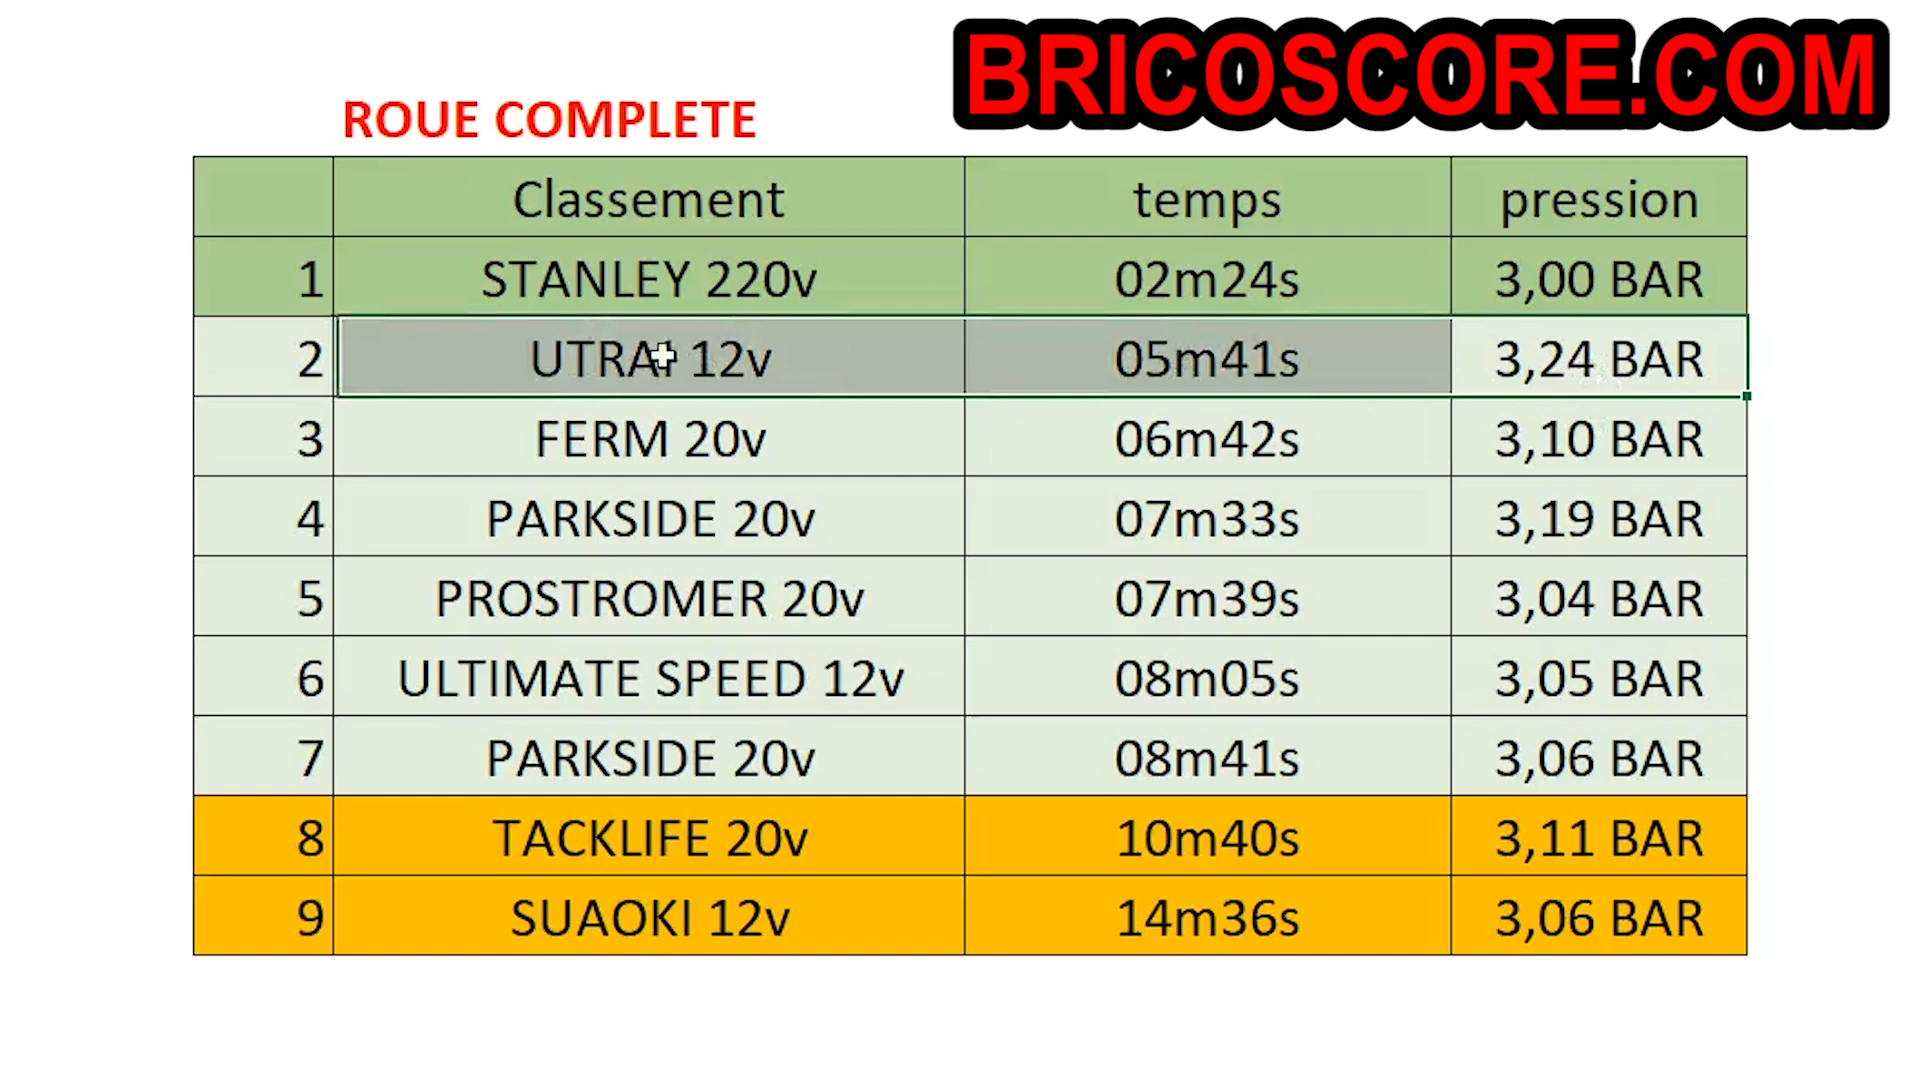 BRICOSCORE.COM
ROUE COMPLETE
Classement temps pression
1 STANLEY 220v 02m24s 3,00 BAR
2 12v 05m41s 3,24 BAR
3 FERM 20v 06m42s 3,10 BAR
4 PARKSIDE 20v 07m33s 3,19 BAR
5 PROSTROMER 20v 07m39s 3,04 BAR
6 ULTIMATE SPEED 12v 08m05s 3,05 BAR
7 PARKSIDE 20v 08m41s 3,06 BAR
8 TACKLIFE 20v 10m40s 3,11 BAR
9 SUAOKI 12v 14m36s 3,06 BAR